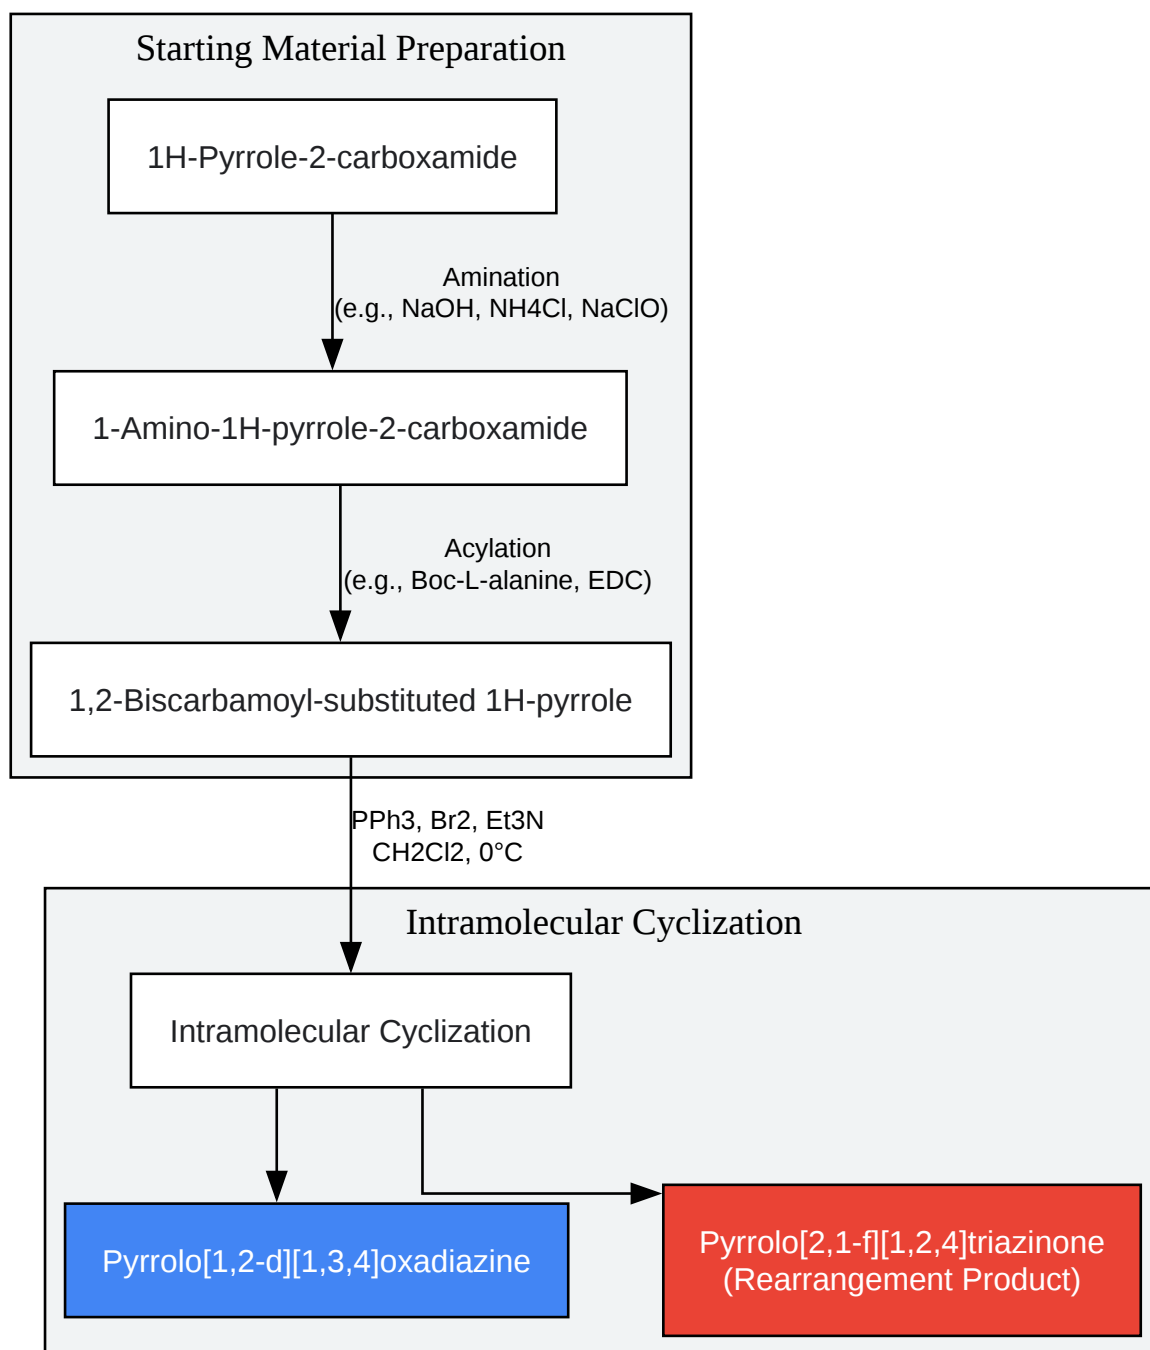 Starting Material Preparation
1H-Pyrrole-2-carboxamide
Amination
(e.g., NaOH, NH4Cl, NaClO)
1-Amino-1H-pyrrole-2-carboxamide
Acylation
(e.g., Boc-L-alanine, EDC)
1,2-Biscarbamoyl-substituted 1H-pyrrole
PPh3, Br2, Et3N
CH2Cl2, 0°C
Intramolecular Cyclization
Intramolecular Cyclization
Pyrrolo[1,2-d][1,3,4]oxadiazine
Pyrrolo[2,1-f][1,2,4]triazinone
(Rearrangement Product)